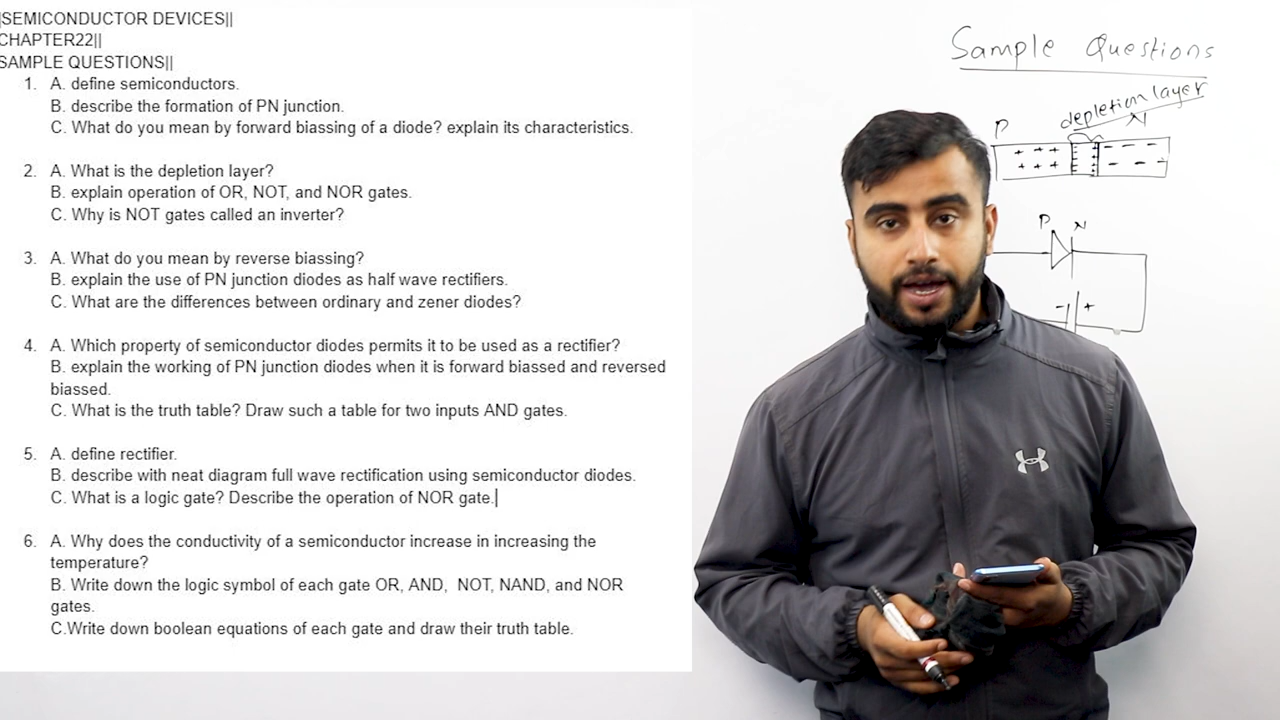 |SEMICONDUCTOR DEVICES||
CHAPTER22||
SAMPLE QUESTIONS||
1. A. define semiconductors.
B. describe the formation of PN junction.
C. What do you mean by forward biassing of a diode? explain its characteristics.
2. A. What is the depletion layer?
B. explain operation of OR, NOT, and NOR gates.
C. Why is NOT gates called an inverter?
3. A. What do you mean by reverse biassing?
B. explain the use of PN junction diodes as half wave rectifiers.
C. What are the differences between ordinary and zener diodes?
4. A. Which property of semiconductor diodes permits it to be used as a rectifier?
B. explain the working of PN junction diodes when it is forward biassed and reversed
biassed.
C. What is the truth table? Draw such a table for two inputs AND gates.
5. A. define rectifier.
B. describe with neat diagram full wave rectification using semiconductor diodes.
C. What is a logic gate? Describe the operation of NOR gate.
6. A. Why does the conductivity of a semiconductor increase in increasing the
temperature?
B. Write down the logic symbol of each gate OR, AND,  NOT, NAND, and NOR
gates.
C.Write down boolean equations of each gate and draw their truth table.
Sample Questions
depletion layer
P N
+ + + - - -
+ + + - - -
P N
- +